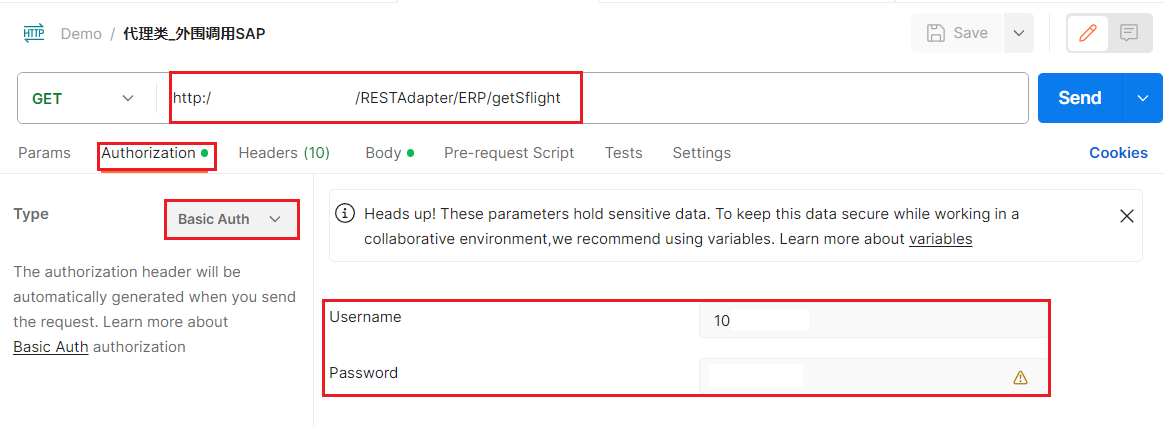 HTTP Demo / 代理类_外围调用SAP Save
GET http:/ /RESTAdapter/ERP/getSflight Send
Params Authorization Headers (10) Body Pre-request Script Tests Settings Cookies
Type Basic Auth
The authorization header will be
automatically generated when you send
the request. Learn more about
Basic Auth authorization
Heads up! These parameters hold sensitive data. To keep this data secure while working in a
collaborative environment,we recommend using variables. Learn more about variables
Username 10
Password